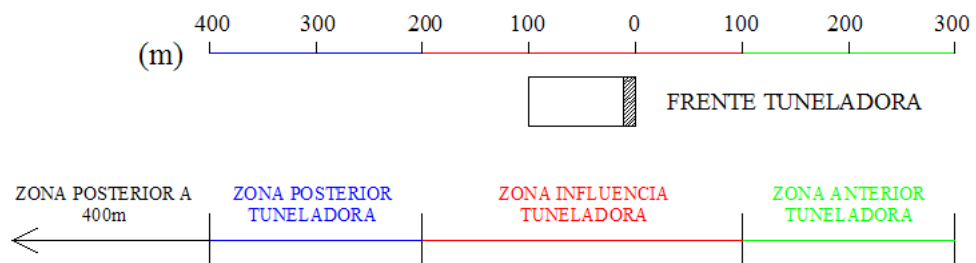 400 300 200 100 0 100 200 300
(m)
FRENTE TUNELADORA
ZONA POSTERIOR A
400m
ZONA POSTERIOR
TUNELADORA
ZONA INFLUENCIA
TUNELADORA
ZONA ANTERIOR
TUNELADORA